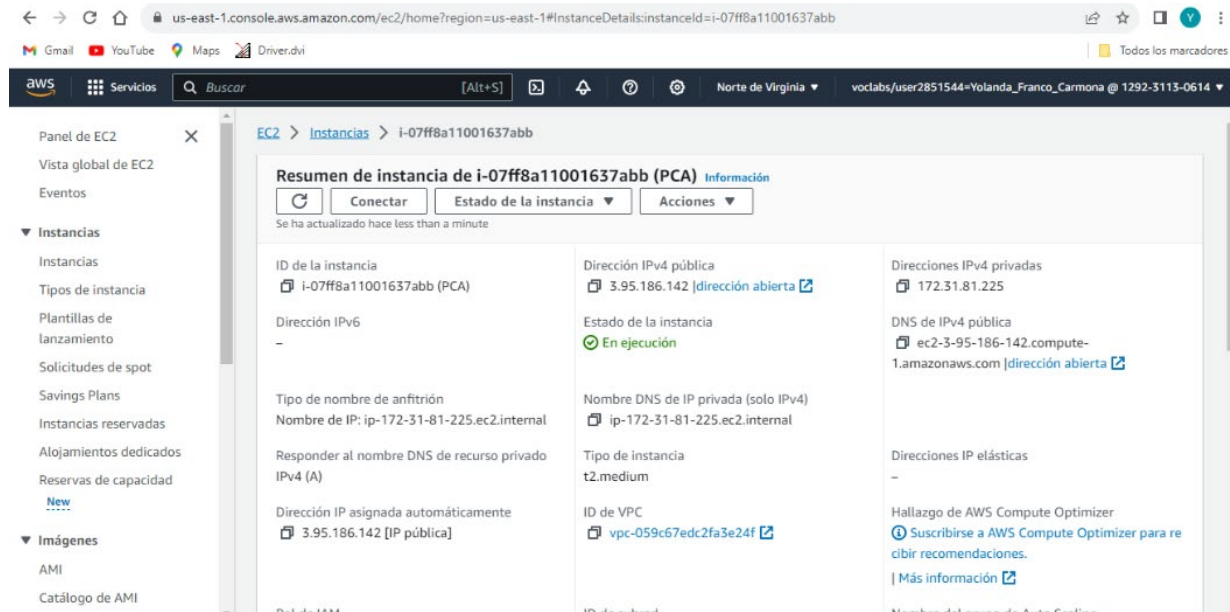 us-east-1.console.aws.amazon.com/ec2/home?region=us-east-1#InstanceDetails:instanceId=i-07ff8a11001637abb
Y
Gmail YouTube Maps Driver.dvi Todos los marcadores
aws Servicios Buscar [Alt+S] Norte de Virginia ▼ voclabs/user2851544=Yolanda_Franco_Carmona @ 1292-3113-0614 ▼
Panel de EC2
Vista global de EC2
Eventos
▼ Instancias
Instancias
Tipos de instancia
Plantillas de
lanzamiento
Solicitudes de spot
Savings Plans
Instancias reservadas
Alojamientos dedicados
Reservas de capacidad
New
▼ Imágenes
AMI
Catálogo de AMI
EC2 > Instancias > i-07ff8a11001637abb
Resumen de instancia de i-07ff8a11001637abb (PCA) Información
Conectar Estado de la instancia ▼ Acciones ▼
Se ha actualizado hace less than a minute
ID de la instancia
i-07ff8a11001637abb (PCA)
Dirección IPv4 pública
3.95.186.142 |dirección abierta
Direcciones IPv4 privadas
172.31.81.225
Dirección IPv6
–
Estado de la instancia
En ejecución
DNS de IPv4 pública
ec2-3-95-186-142.compute-
1.amazonaws.com |dirección abierta
Tipo de nombre de anfitrión
Nombre de IP: ip-172-31-81-225.ec2.internal
Nombre DNS de IP privada (solo IPv4)
ip-172-31-81-225.ec2.internal
Responder al nombre DNS de recurso privado
IPv4 (A)
Tipo de instancia
t2.medium
Direcciones IP elásticas
–
Dirección IP asignada automáticamente
3.95.186.142 [IP pública]
ID de VPC
vpc-059c67edc2fa3e24f
Hallazgo de AWS Compute Optimizer
Suscribirse a AWS Compute Optimizer para re
cibir recomendaciones.
| Más información